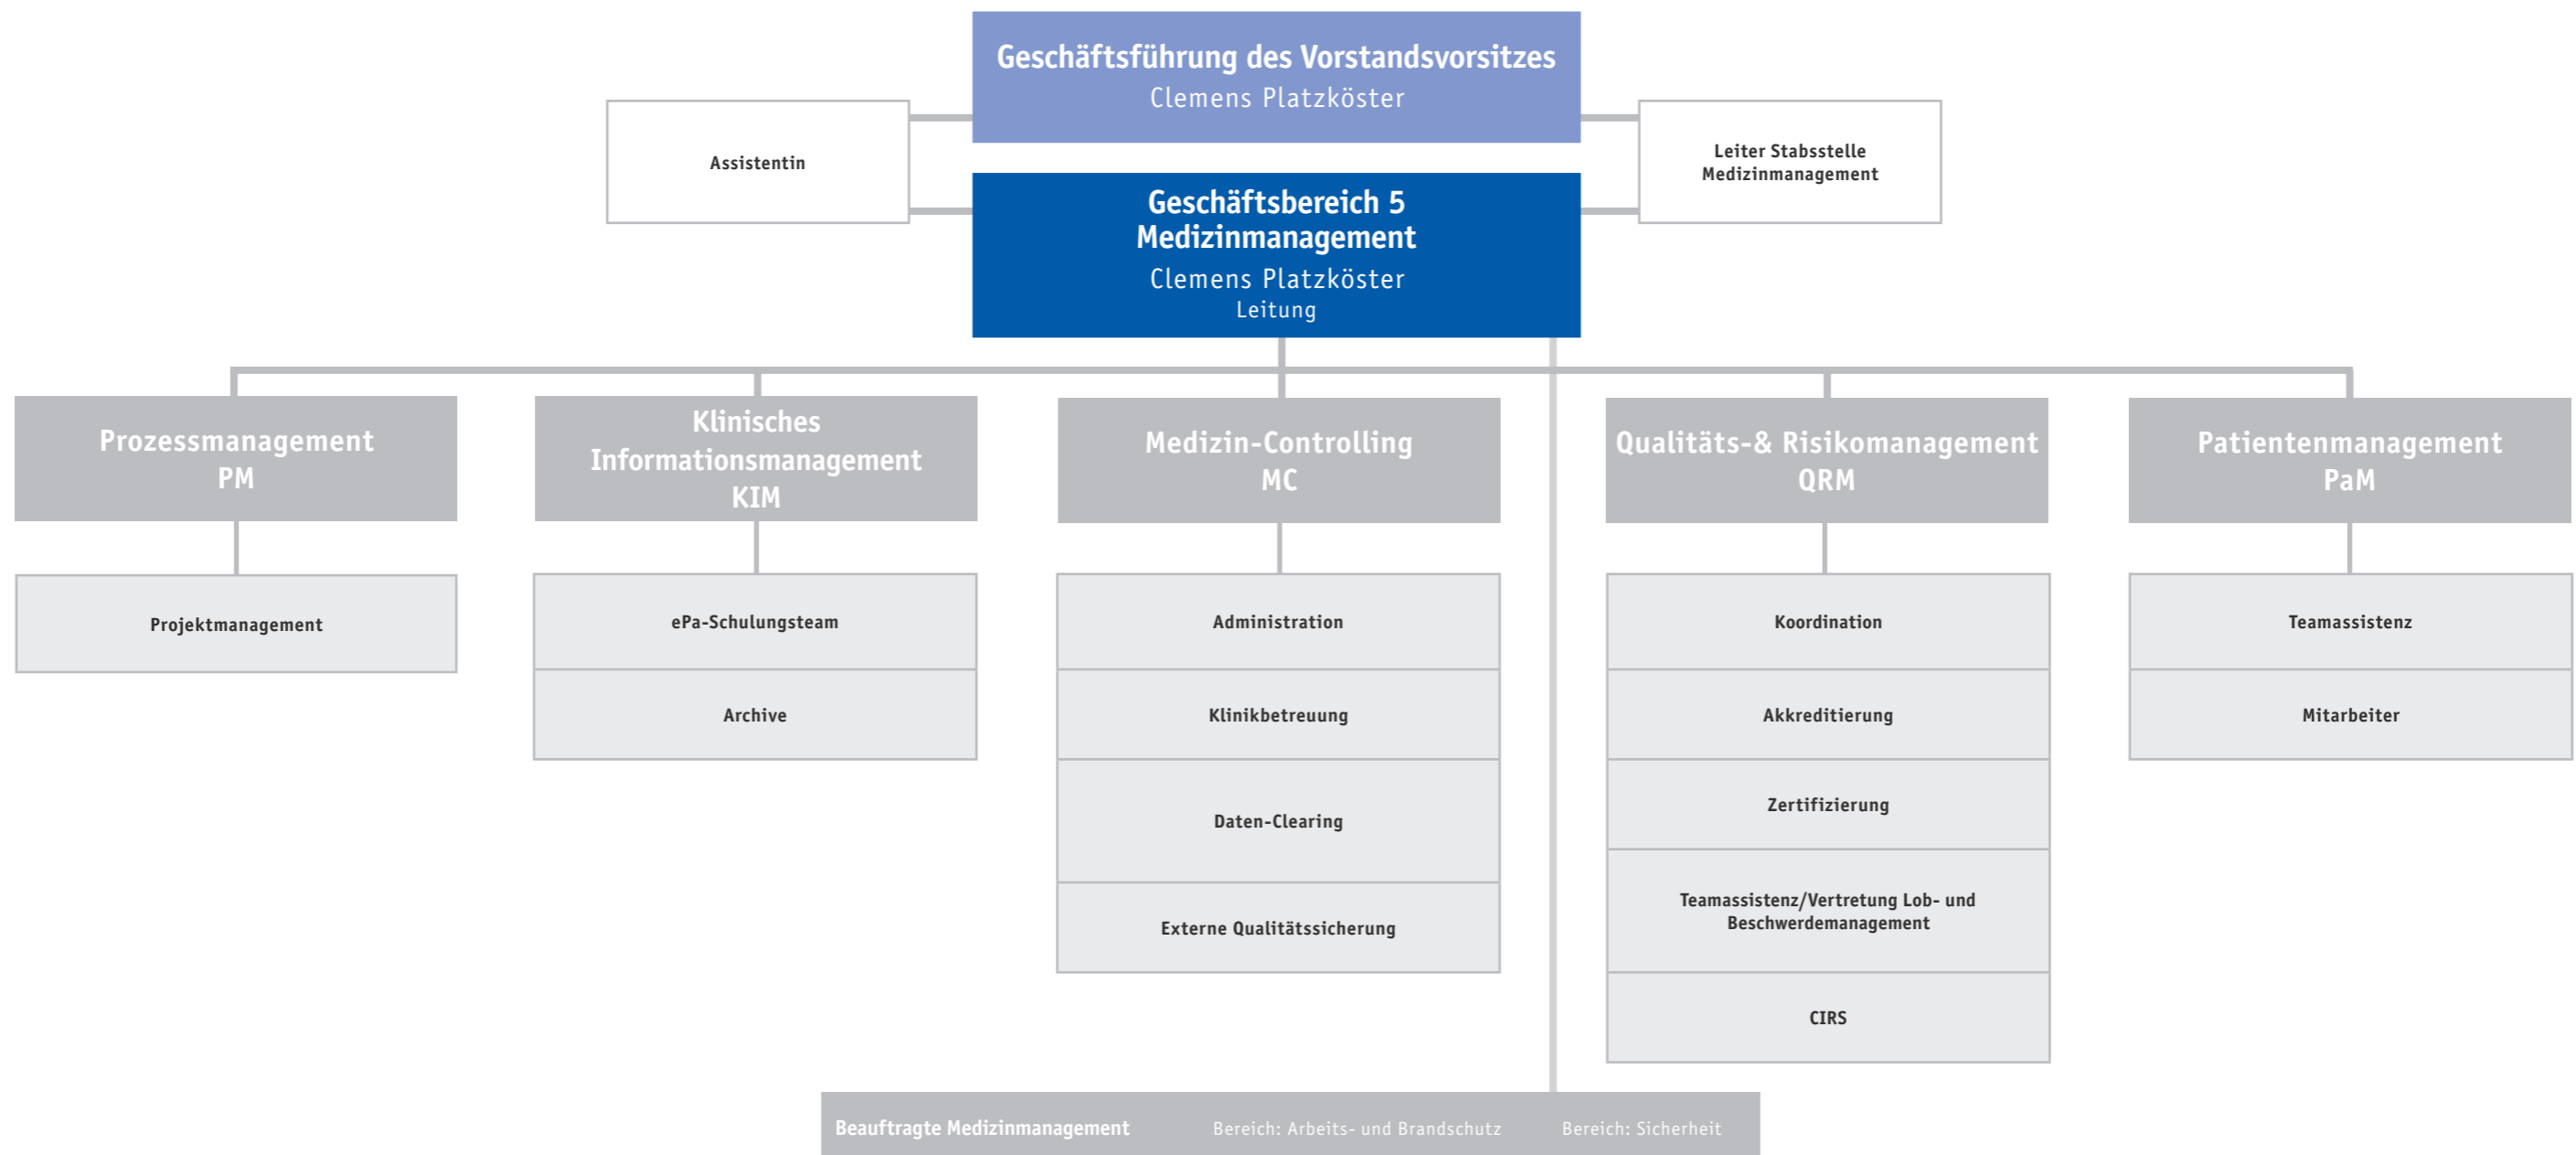 Geschäftsführung des Vorstandsvorsitzes
Clemens Platzköster
Assistentin
Leiter Stabsstelle
Medizinmanagement
Geschäftsbereich 5
Medizinmanagement
Clemens Platzköster
Leitung
Prozessmanagement
PM
Projektmanagement
Klinisches
Informationsmanagement
KIM
ePa-Schulungsteam
Archive
Medizin-Controlling
MC
Administration
Klinikbetreuung
Daten-Clearing
Externe Qualitätssicherung
Qualitäts-& Risikomanagement
QRM
Koordination
Akkreditierung
Zertifizierung
Teamassistenz/Vertretung Lob- und
Beschwerdemanagement
CIRS
Patientenmanagement
PaM
Teamassistenz
Mitarbeiter
Beauftragte Medizinmanagement Bereich: Arbeits- und Brandschutz Bereich: Sicherheit